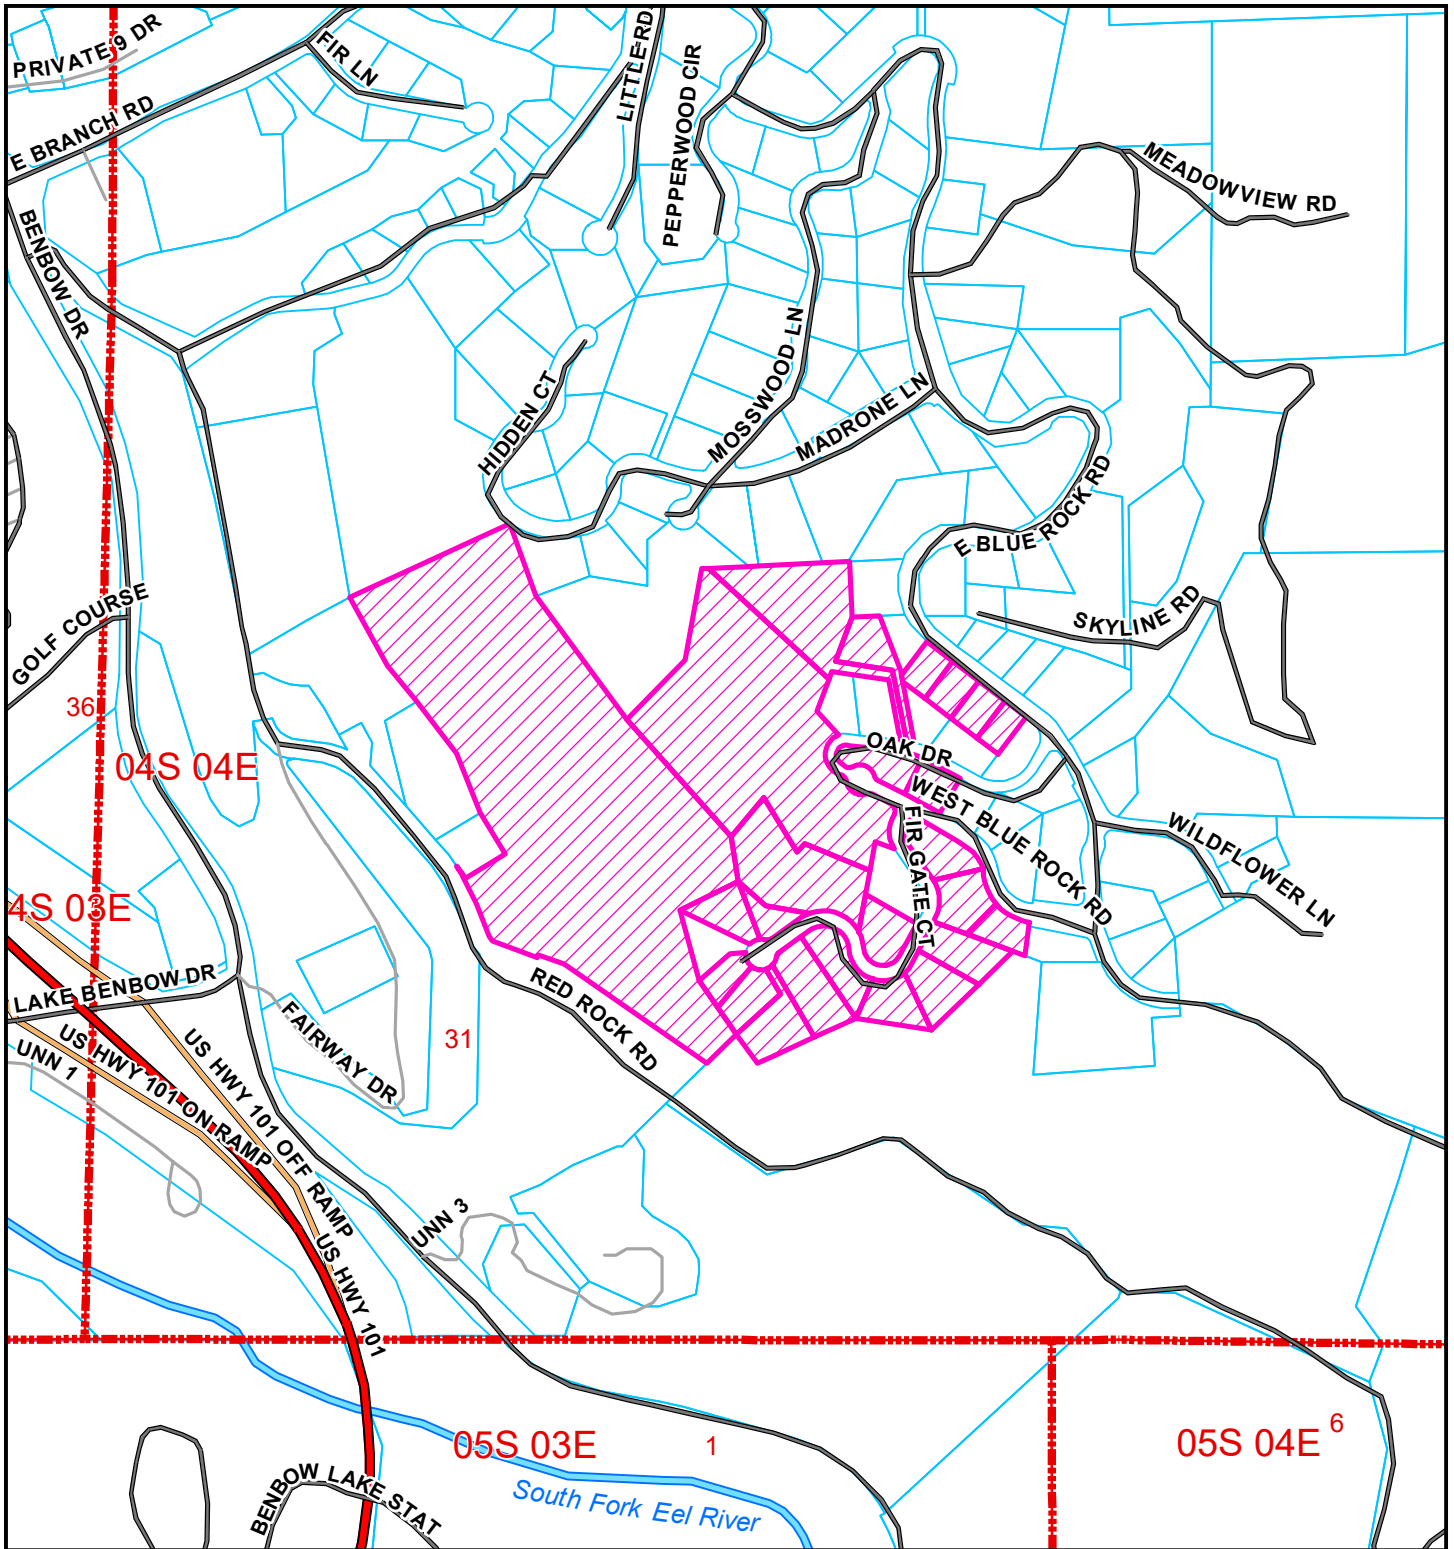 PRIVATE 9 DR
FIR LN
LITTLE RD
PEPPERWOOD CIR
E BRANCH RD
MEADOWVIEW RD
BENBOW DR
MOSSWOOD LN
HIDDEN CT
MADRONE LN
E BLUE ROCK RD
GOLF COURSE
SKYLINE RD
36
04S 04E
OAK DR
WEST BLUE ROCK RD
FIR GATE CT
WILDFLOWER LN
4S 03E
LAKE BENBOW DR
RED ROCK RD
FAIRWAY DR
31
UNN 1
US HWY 101 ON RAMP
US HWY 101 OFF RAMP
UNN 3
US HWY 101
05S 03E
1
05S 04E
6
BENBOW LAKE STAT
South Fork Eel River